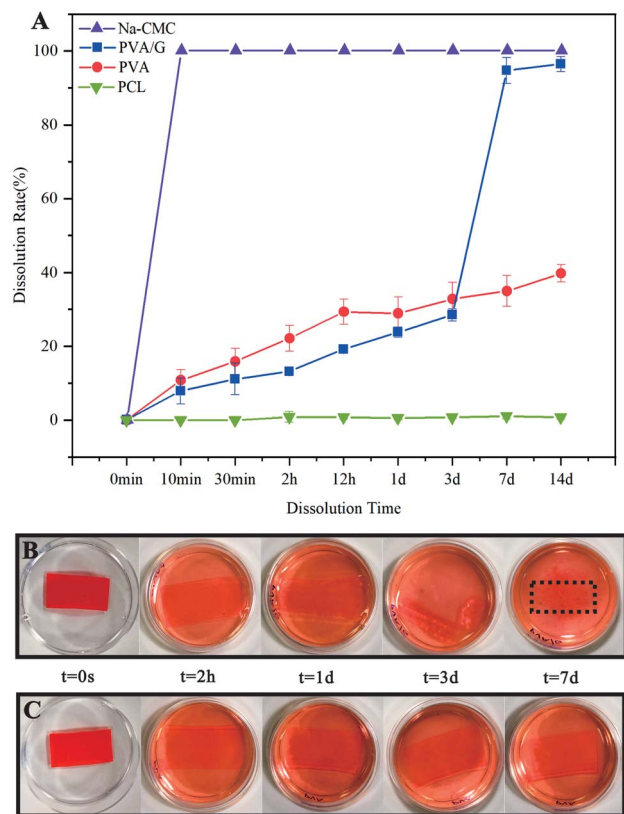 A
Na-CMC
PVA/G
PVA
PCL
Dissolution Rate(%)
100
80
60
40
20
0
0min 10min 30min 2h 12h 1d 3d 7d 14d
Dissolution Time
B
t=0s t=2h t=1d t=3d t=7d
C